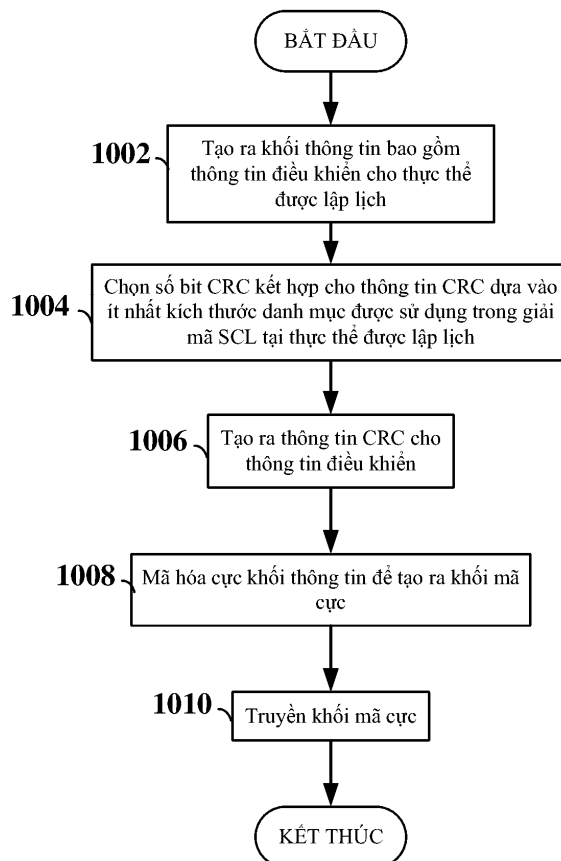 BẮT ĐẦU
1002
Tạo ra khối thông tin bao gồm
thông tin điều khiển cho thực thể
được lập lịch
1004
Chọn số bit CRC kết hợp cho thông tin CRC dựa vào
ít nhất kích thước danh mục được sử dụng trong giải
mã SCL tại thực thể được lập lịch
1006
Tạo ra thông tin CRC cho
thông tin điều khiển
1008
Mã hóa cực khối thông tin để tạo ra khối mã
cực
1010
Truyền khối mã cực
KẾT THÚC